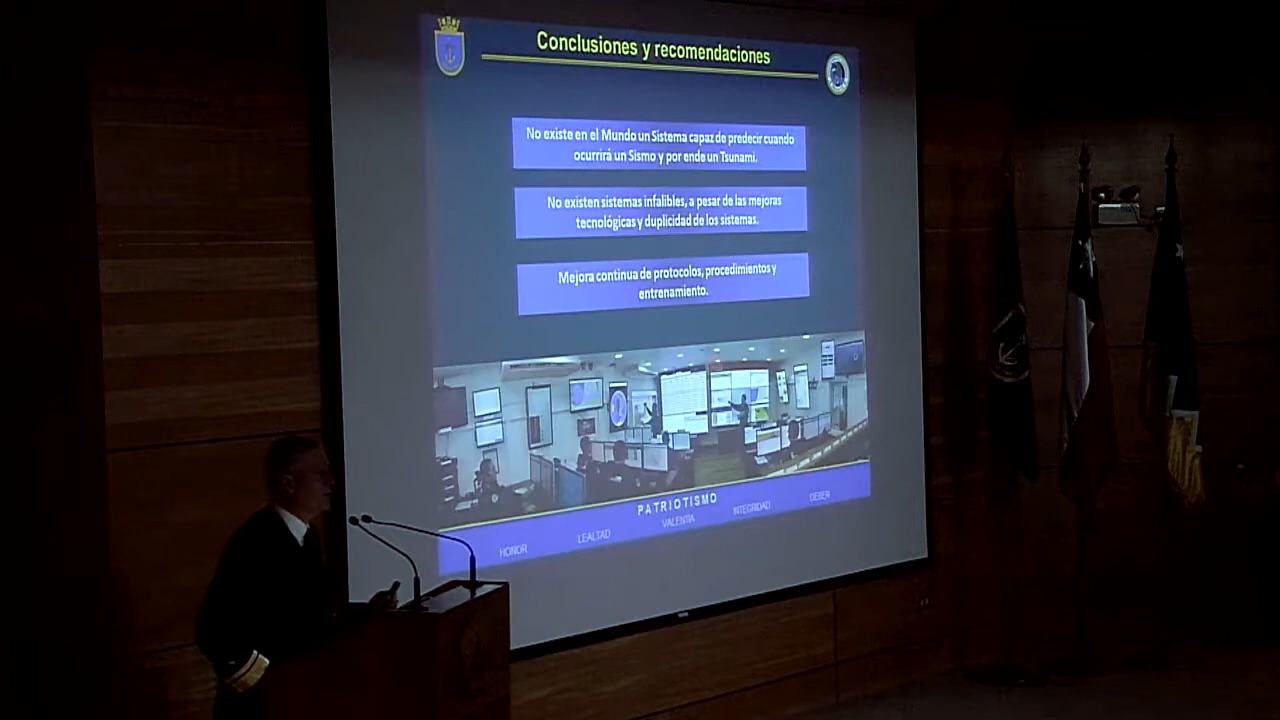 Conclusiones y recomendaciones
No existe en el Mundo un Sistema capaz de predecir cuando
ocurrirá un Sismo y por ende un Tsunami.
No existen sistemas infalibles, a pesar de las mejoras
tecnológicas y duplicidad de los sistemas.
Mejora continua de protocolos, procedimientos y
entrenamiento.
PATRIOTISMO
HONOR
LEALTAD
VALENTIA
INTEGRIDAD
DEBER